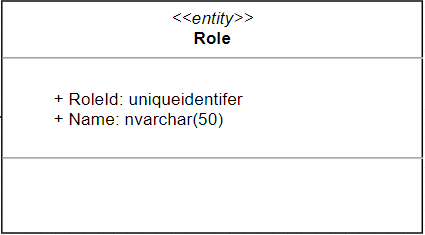 <<entity>>
Role
+ RoleId: uniqueidentifer
+ Name: nvarchar(50)